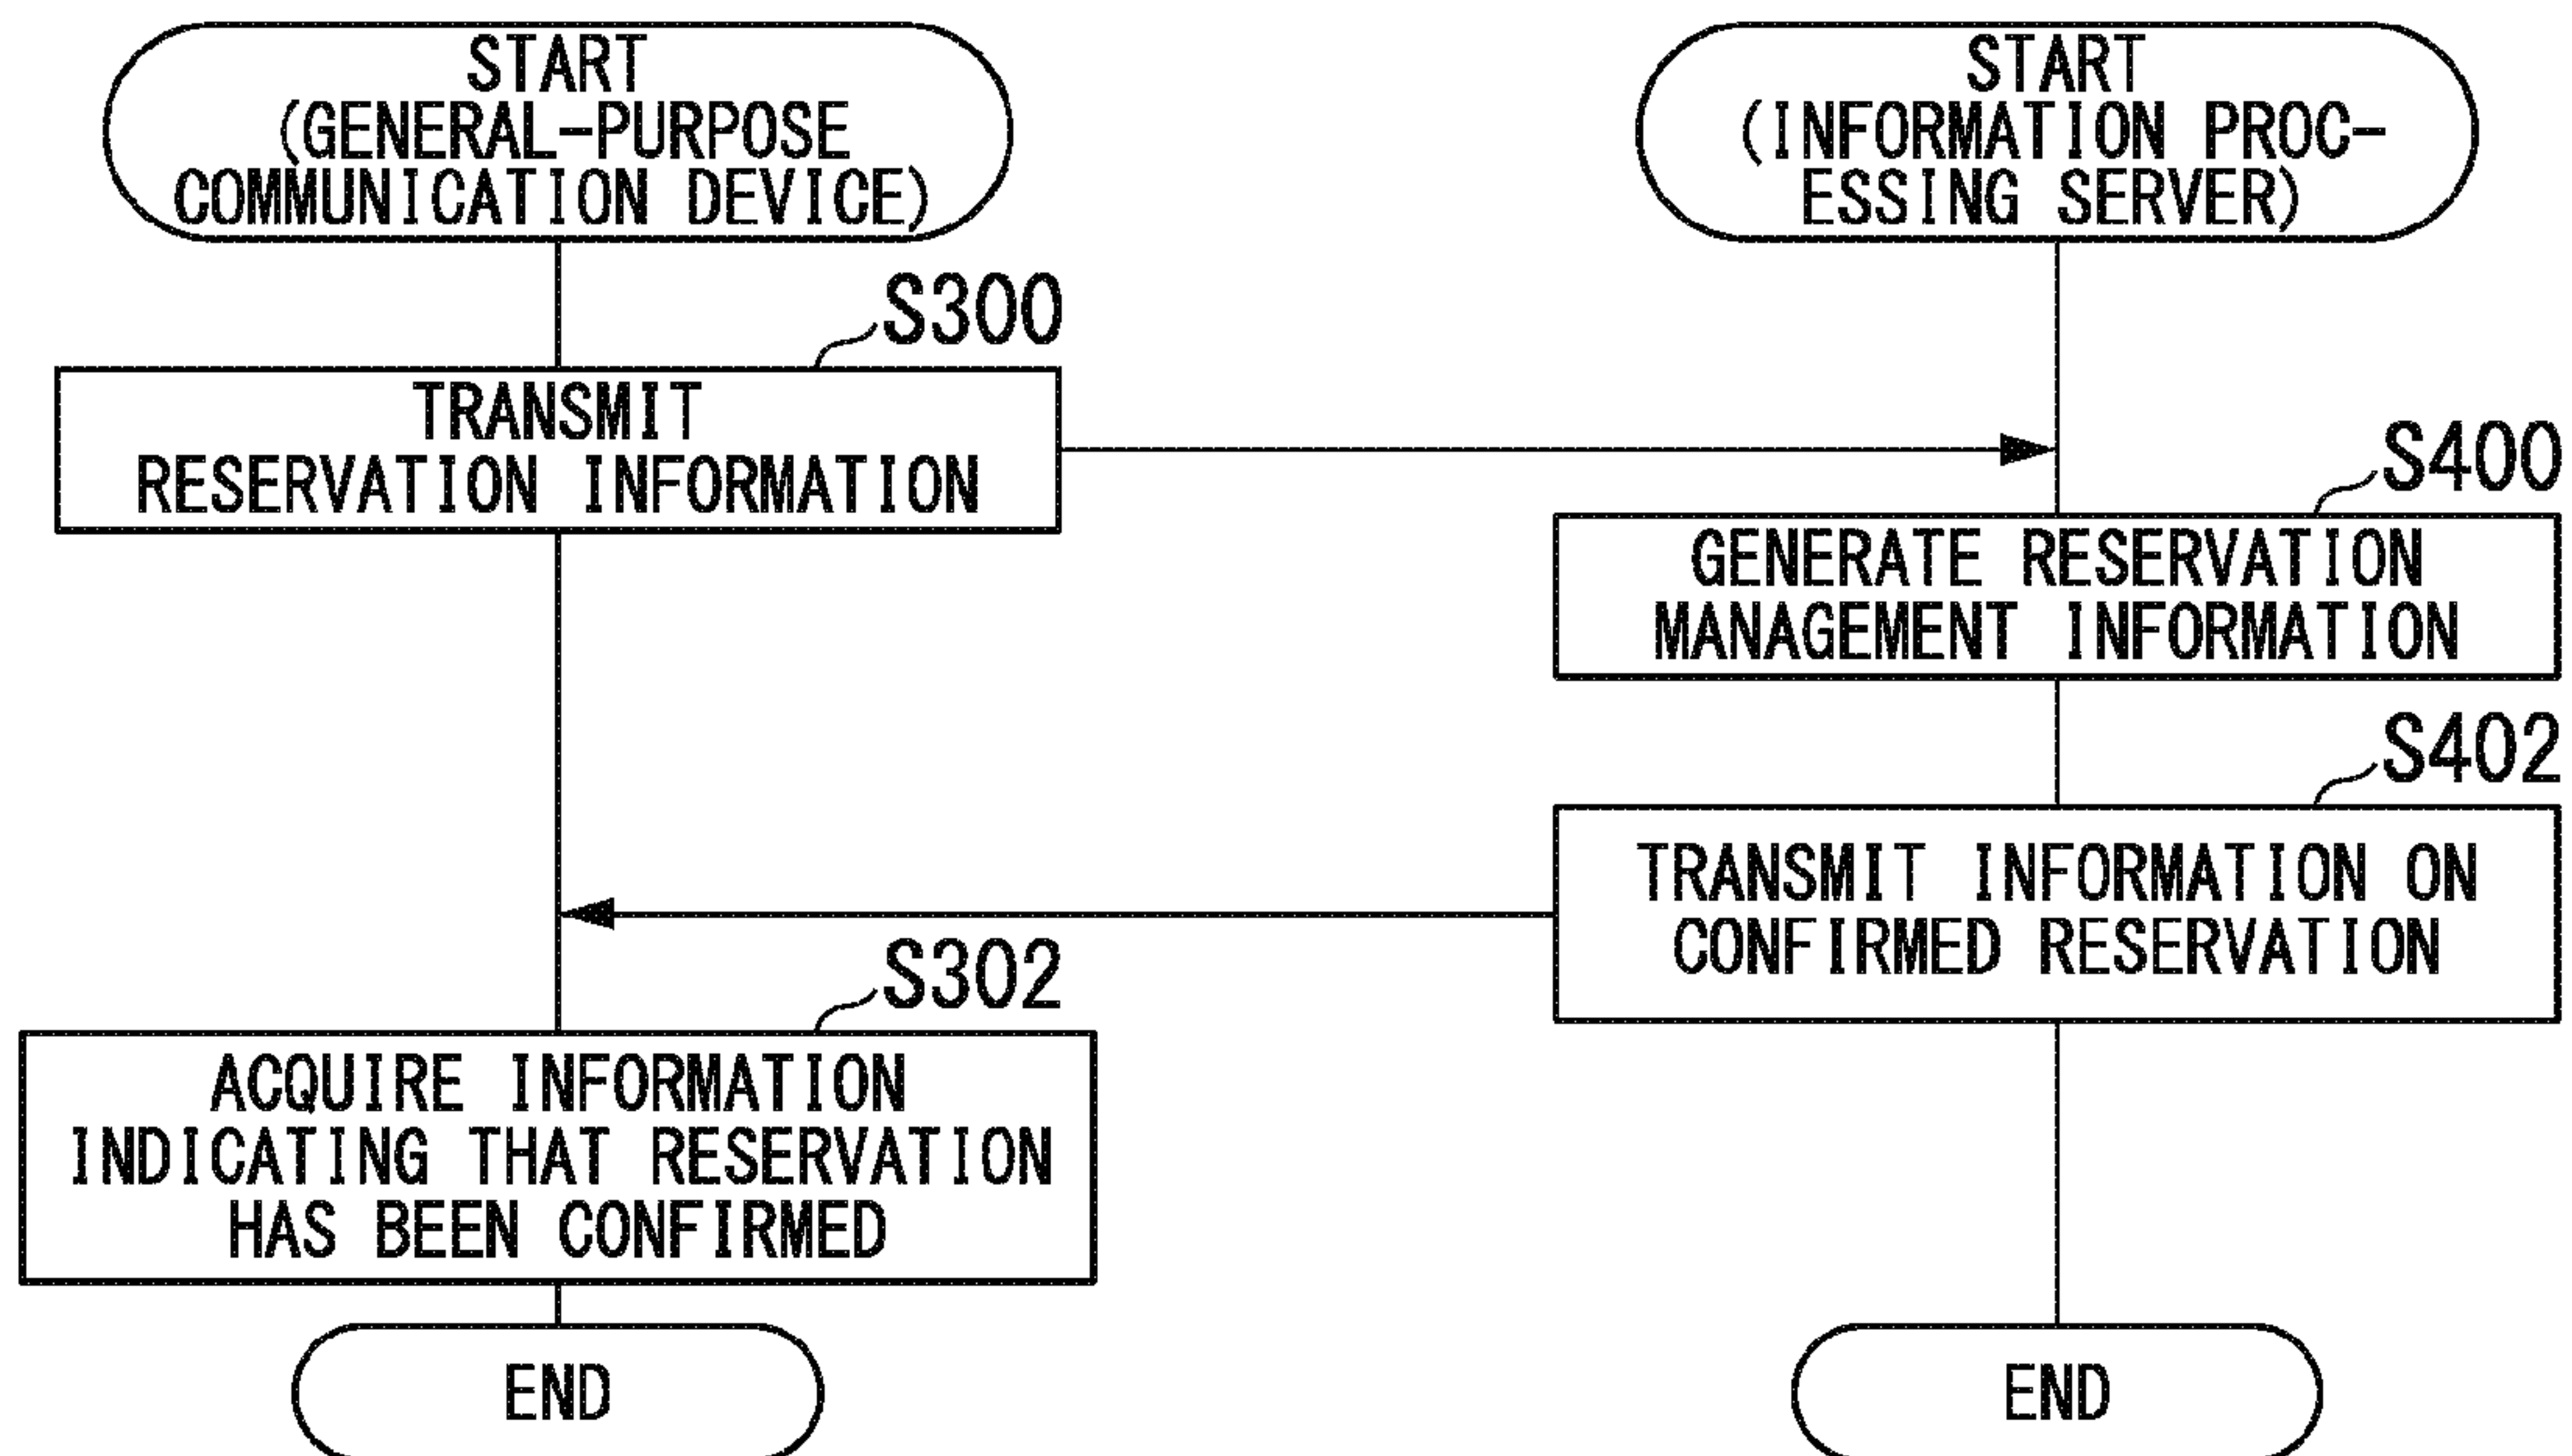 START
(GENERAL-PURPOSE
COMMUNICATION DEVICE)
S300
TRANSMIT
RESERVATION INFORMATION
S302
ACQUIRE INFORMATION
INDICATING THAT RESERVATION
HAS BEEN CONFIRMED
END
START
(INFORMATION PROC-
ESSING SERVER)
S400
GENERATE RESERVATION
MANAGEMENT INFORMATION
S402
TRANSMIT INFORMATION ON
CONFIRMED RESERVATION
END